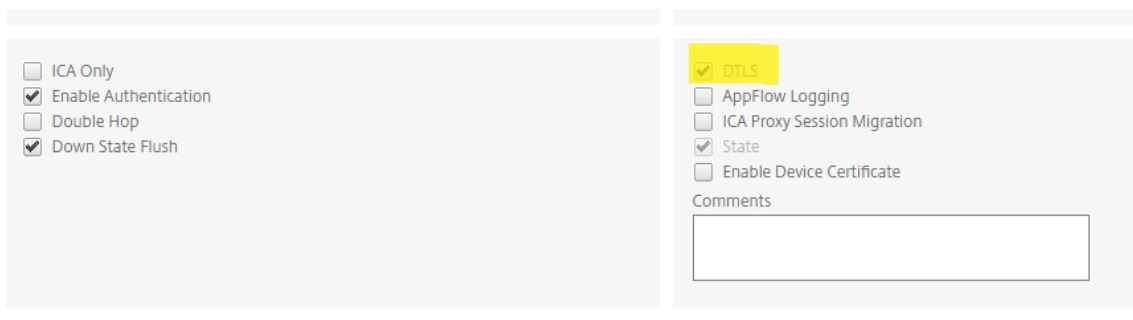 ICA Only
Enable Authentication
Double Hop
Down State Flush
DTLS
AppFlow Logging
ICA Proxy Session Migration
State
Enable Device Certificate
Comments